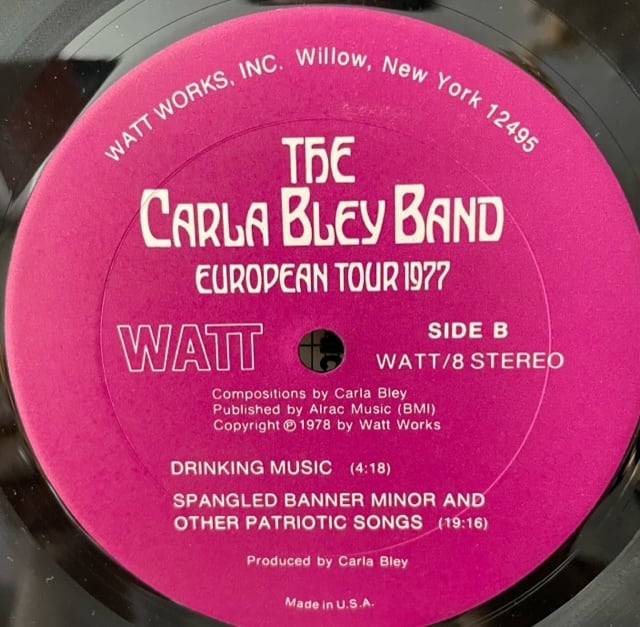 WATT WORKS, INC. Willow, New York 12495
THE
CARLA BLEY BAND
EUROPEAN TOUR 1977
WATT
SIDE B
WATT/8 STEREO
Compositions by Carla Bley
Published by Alrac Music (BMI)
Copyright ℗ 1978 by Watt Works
DRINKING MUSIC (4:18)
SPANGLED BANNER MINOR AND
OTHER PATRIOTIC SONGS (19:16)
Produced by Carla Bley
Made in U.S.A.